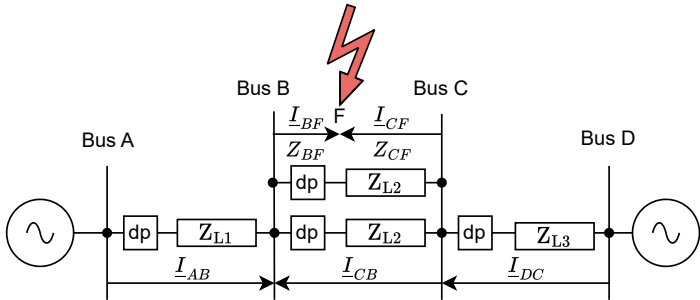 Bus B
Bus C
I_BF F I_CF
Bus A
Z_BF Z_CF
Bus D
dp Z_L2
dp Z_L1 dp Z_L2 dp Z_L3
I_AB I_CB I_DC